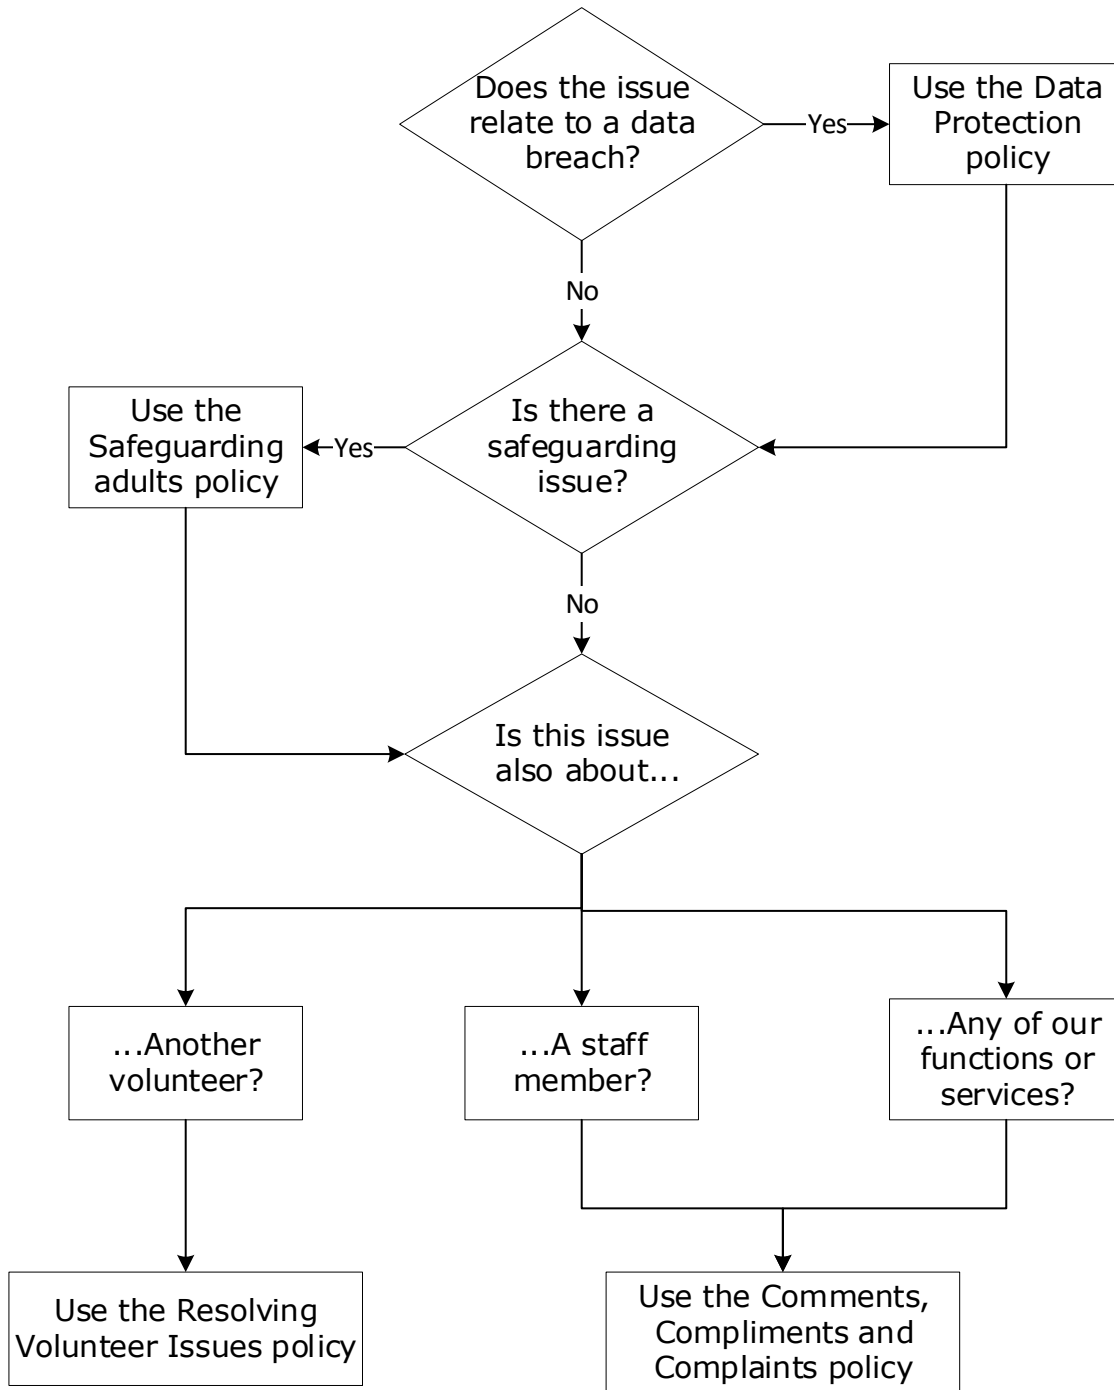 Does the issue
relate to a data
breach?
Yes
Use the Data
Protection
policy
No
Is there a
safeguarding
issue?
Yes
Use the
Safeguarding
adults policy
No
Is this issue
also about...
...Another
volunteer?
...A staff
member?
...Any of our
functions or
services?
Use the Resolving
Volunteer Issues policy
Use the Comments,
Compliments and
Complaints policy